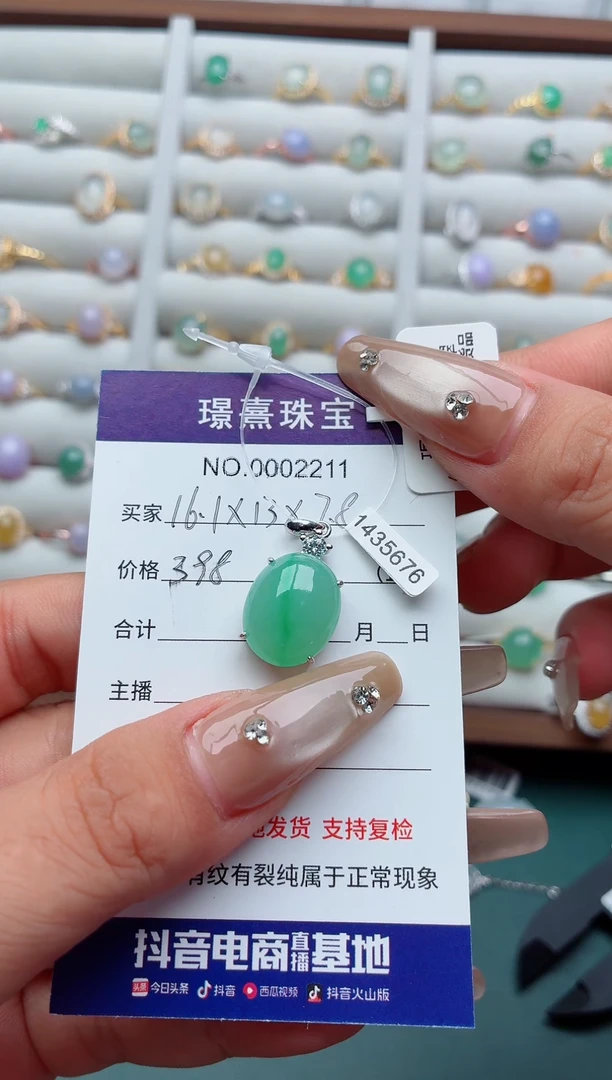 璟熹珠宝
NO.0002211
买家 16.1X13X7.8
价格 398
1435676
合计 月 日
主播
发货 支持复检
有纹有裂纯属于正常现象
抖音电商直播基地
头条 今日头条 抖音 西瓜视频 抖音火山版